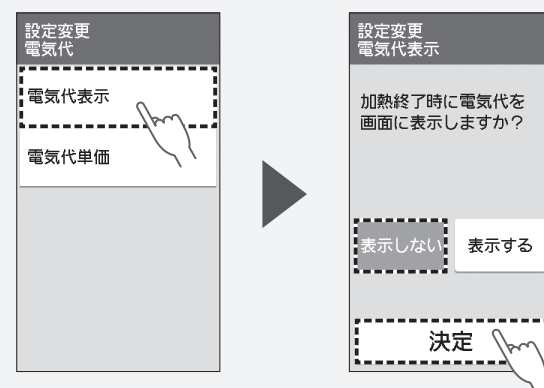 設定変更
電気代
電気代表示
電気代単価
設定変更
電気代表示
加熱終了時に電気代を
画面に表示しますか？
表示しない
表示する
決定